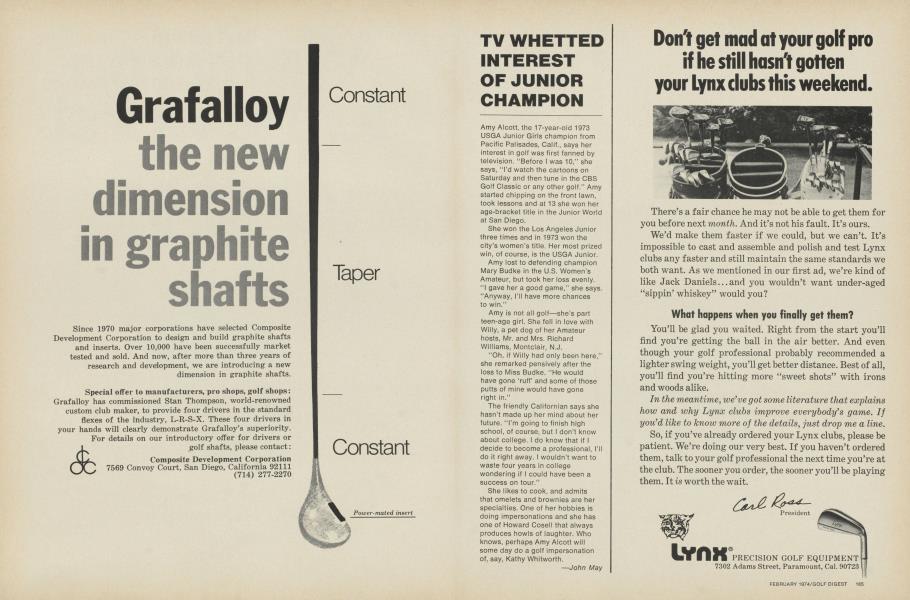 Grafalloy
the new
dimension
in graphite
shafts
Since 1970 major corporations have selected Composite
Development Corporation to design and build graphite shafts
and inserts. Over 10,000 have been successfully market
tested and sold. And now, after more than three years of
research and development, we are introducing a new
dimension in graphite shafts.
Special offer to manufacturers, pro shops, golf shops:
Grafalloy has commissioned Stan Thompson, world-renowned
custom club maker, to provide four drivers in the standard
flexes of the industry, L-R-S-X. These four drivers in
your hands will clearly demonstrate Grafalloy's superiority.
For details on our introductory offer for drivers or
golf shafts, please contact:
cdc
Composite Development Corporation
7569 Convoy Court, San Diego, California 92111
(714) 277-2270
Constant
Taper
Constant
Power-mated insert
TV WHETTED
INTEREST
OF JUNIOR
CHAMPION
Amy Alcott, the 17-year-old 1973
USGA Junior Girls champion from
Pacific Palisades, Calif., says her
interest in golf was first fanned by
television. "Before I was 10," she
says, "I'd watch the cartoons on
Saturday and then tune in the CBS
Golf Classic or any other golf." Amy
started chipping on the front lawn,
took lessons and at 13 she won her
age-bracket title in the Junior World
at San Diego.
She won the Los Angeles Junior
three times and in 1973 won the
city's women's title. Her most prized
win, of course, is the USGA Junior.
Amy lost to defending champion
Mary Budke in the U.S. Women's
Amateur, but took her loss evenly.
"I gave her a good game," she says.
"Anyway, I'll have more chances
to win."
Amy is not all golf—she's part
teen-age girl. She fell in love with
Willy, a pet dog of her Amateur
hosts, Mr. and Mrs. Richard
Williams, Montclair, N.J.
"Oh, if Willy had only been here,"
she remarked pensively after the
loss to Miss Budke. "He would
have gone 'ruff' and some of those
putts of mine would have gone
right in."
The friendly Californian says she
hasn't made up her mind about her
future. "I'm going to finish high
school, of course, but I don't know
about college. I do know that if I
decide to become a professional, I'll
do it right away. I wouldn't want to
waste four years in college
wondering if I could have been a
success on tour."
She likes to cook, and admits
that omelets and brownies are her
specialties. One of her hobbies is
doing impersonations and she has
one of Howard Cosell that always
produces howls of laughter. Who
knows, perhaps Amy Alcott will
some day do a golf impersonation
of, say, Kathy Whitworth.
—John May
Don't get mad at your golf pro
if he still hasn't gotten
your Lynx clubs this weekend.
There's a fair chance he may not be able to get them for
you before next month. And it's not his fault. It's ours.
We'd make them faster if we could, but we can't. It's
impossible to cast and assemble and polish and test Lynx
clubs any faster and still maintain the same standards we
both want. As we mentioned in our first ad, we're kind of
like Jack Daniels...and you wouldn't want under-aged
"sippin' whiskey" would you?
What happens when you finally get them?
You'll be glad you waited. Right from the start you'll
find you're getting the ball in the air better. And even
though your golf professional probably recommended a
lighter swing weight, you'll get better distance. Best of all,
you'll find you're hitting more "sweet shots" with irons
and woods alike.
In the meantime, we've got some literature that explains
how and why Lynx clubs improve everybody's game. If
you'd like to know more of the details, just drop me a line.
So, if you've already ordered your Lynx clubs, please be
patient. We're doing our very best. If you haven't ordered
them, talk to your golf professional the next time you're at
the club. The sooner you order, the sooner you'll be playing
them. It is worth the wait.
Carl Ross
President
Lynx® PRECISION GOLF EQUIPMENT
7302 Adams Street, Paramount, Cal. 90723
FEBRUARY 1974/GOLF DIGEST 165